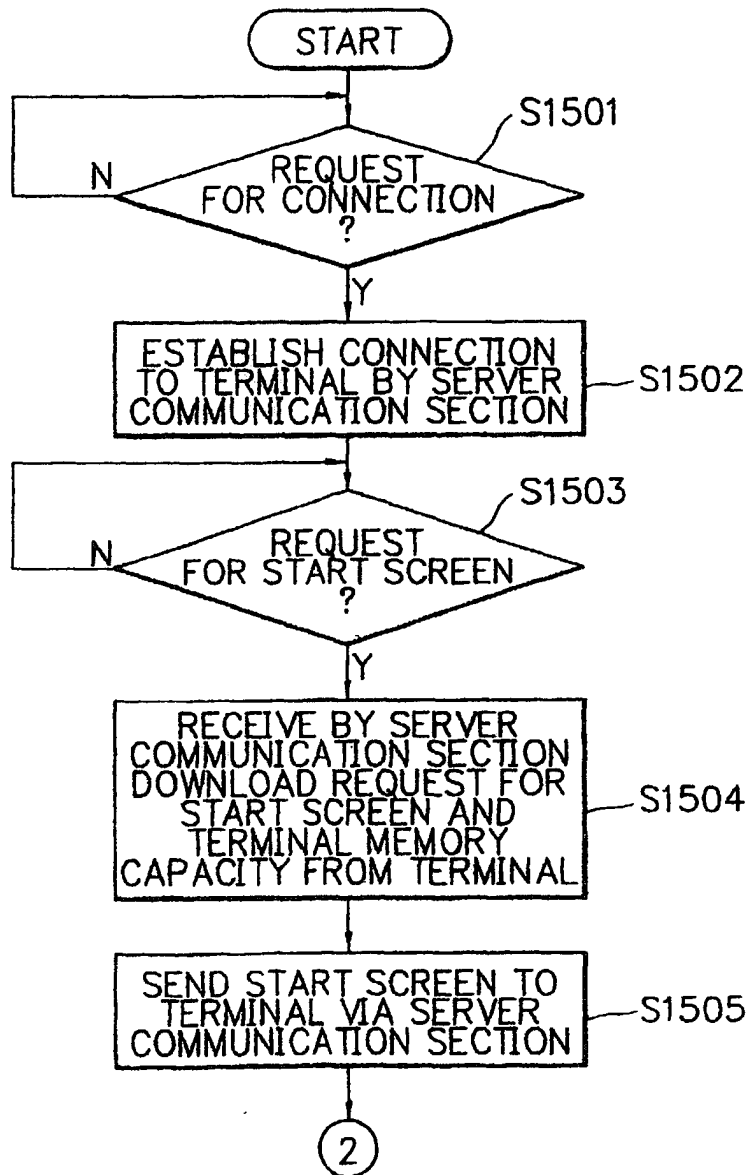 START
S1501
REQUEST
FOR CONNECTION
?
N
Y
ESTABLISH CONNECTION
TO TERMINAL BY SERVER
COMMUNICATION SECTION
S1502
S1503
REQUEST
FOR START SCREEN
?
N
Y
RECEIVE BY SERVER
COMMUNICATION SECTION
DOWNLOAD REQUEST FOR
START SCREEN AND
TERMINAL MEMORY
CAPACITY FROM TERMINAL
S1504
SEND START SCREEN TO
TERMINAL VIA SERVER
COMMUNICATION SECTION
S1505
2